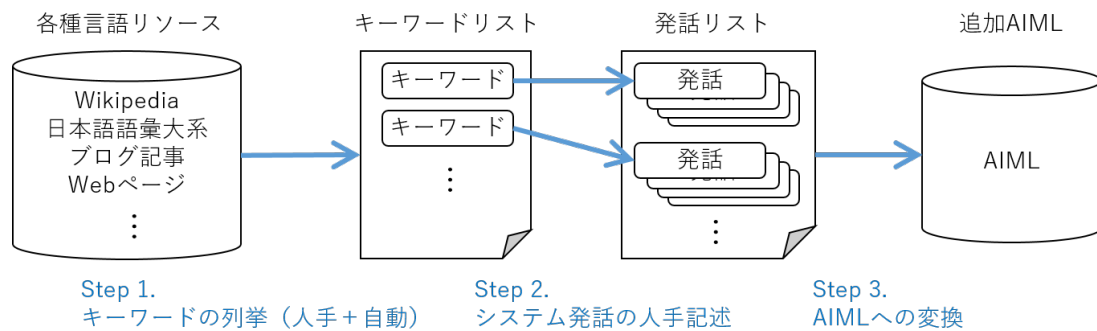 各種言語リソース
キーワードリスト
発話リスト
追加AIML
Wikipedia
日本語語彙大系
ブログ記事
Webページ
⋮
キーワード
キーワード
⋮
発話
発話
⋮
AIML
Step 1.
キーワードの列挙（人手＋自動）
Step 2.
システム発話の人手記述
Step 3.
AIMLへの変換